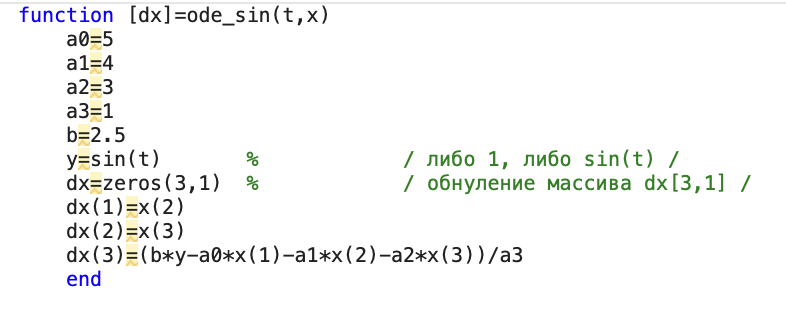 function [dx]=ode_sin(t,x)
a0=5
a1=4
a2=3
a3=1
b=2.5
y=sin(t) % / либо 1, либо sin(t) /
dx=zeros(3,1) % / обнуление массива dx[3,1] /
dx(1)=x(2)
dx(2)=x(3)
dx(3)=(b*y-a0*x(1)-a1*x(2)-a2*x(3))/a3
end